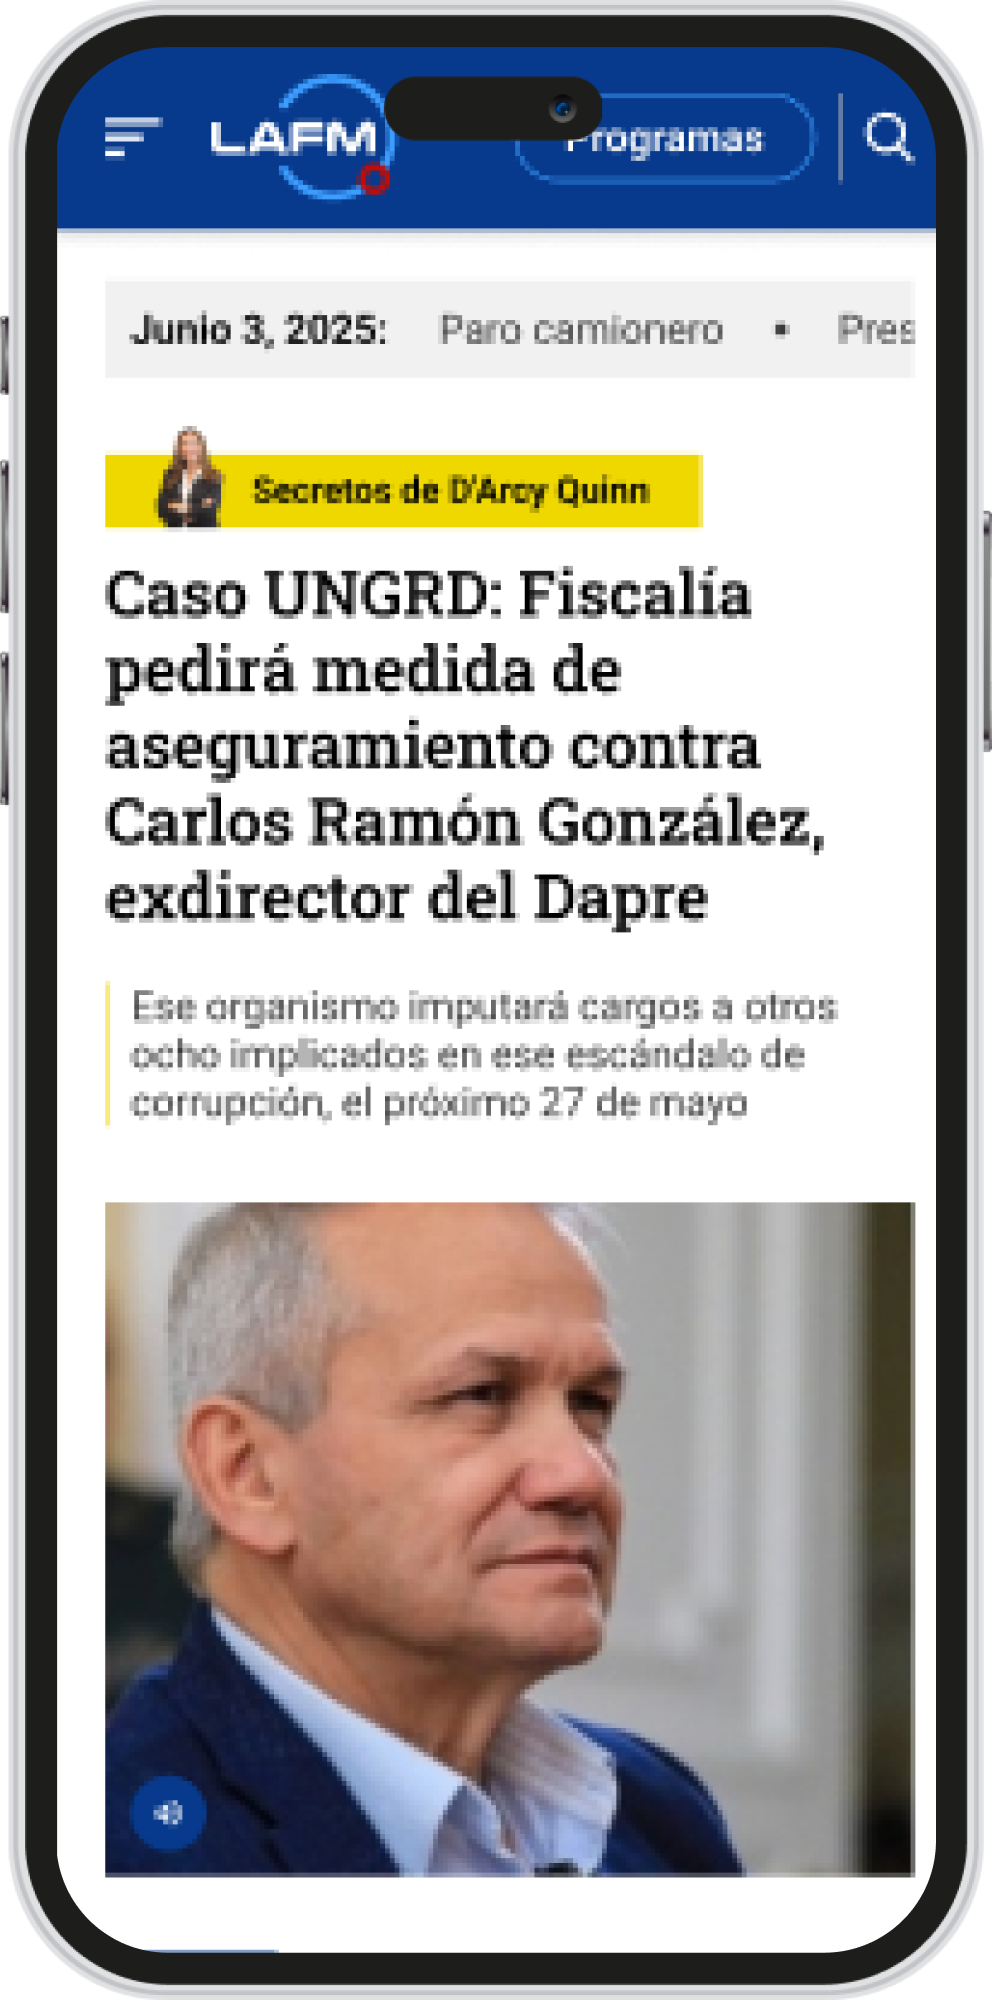 LAFM
Programas
Junio 3, 2025: Paro camionero • Pres
Secretos de D'Arcy Quinn
Caso UNGRD: Fiscalía
pedirá medida de
aseguramiento contra
Carlos Ramón González,
exdirector del Dapre
Ese organismo imputará cargos a otros
ocho implicados en ese escándalo de
corrupción, el próximo 27 de mayo